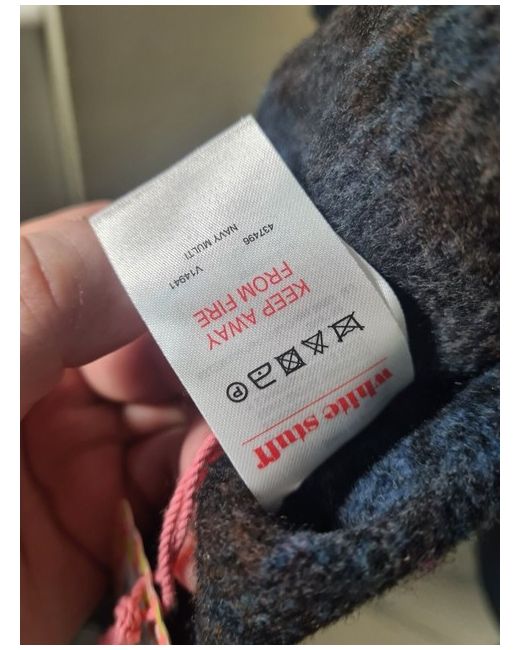 white stuff
P
KEEP AWAY
FROM FIRE
437496 NAVY MULTI V14941